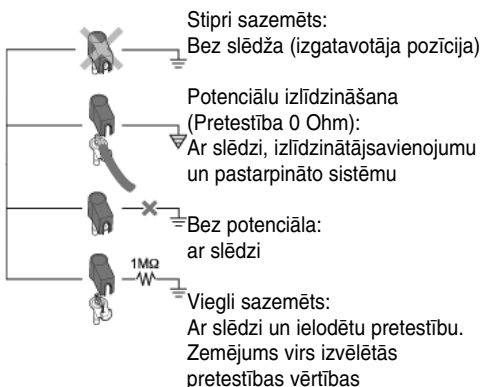 Stipri sazemēts:
Bez slēdža (izgatavotāja pozīcija)
Potenciālu izlīdzināšana
(Pretestība 0 Ohm):
Ar slēdzi, izlīdzinātājsavienojumu
un pastarpināto sistēmu
Bez potenciāla:
ar slēdzi
1MΩ
Viegli sazemēts:
Ar slēdzi un ielodētu pretestību.
Zemējums virs izvēlētās
pretestības vērtības